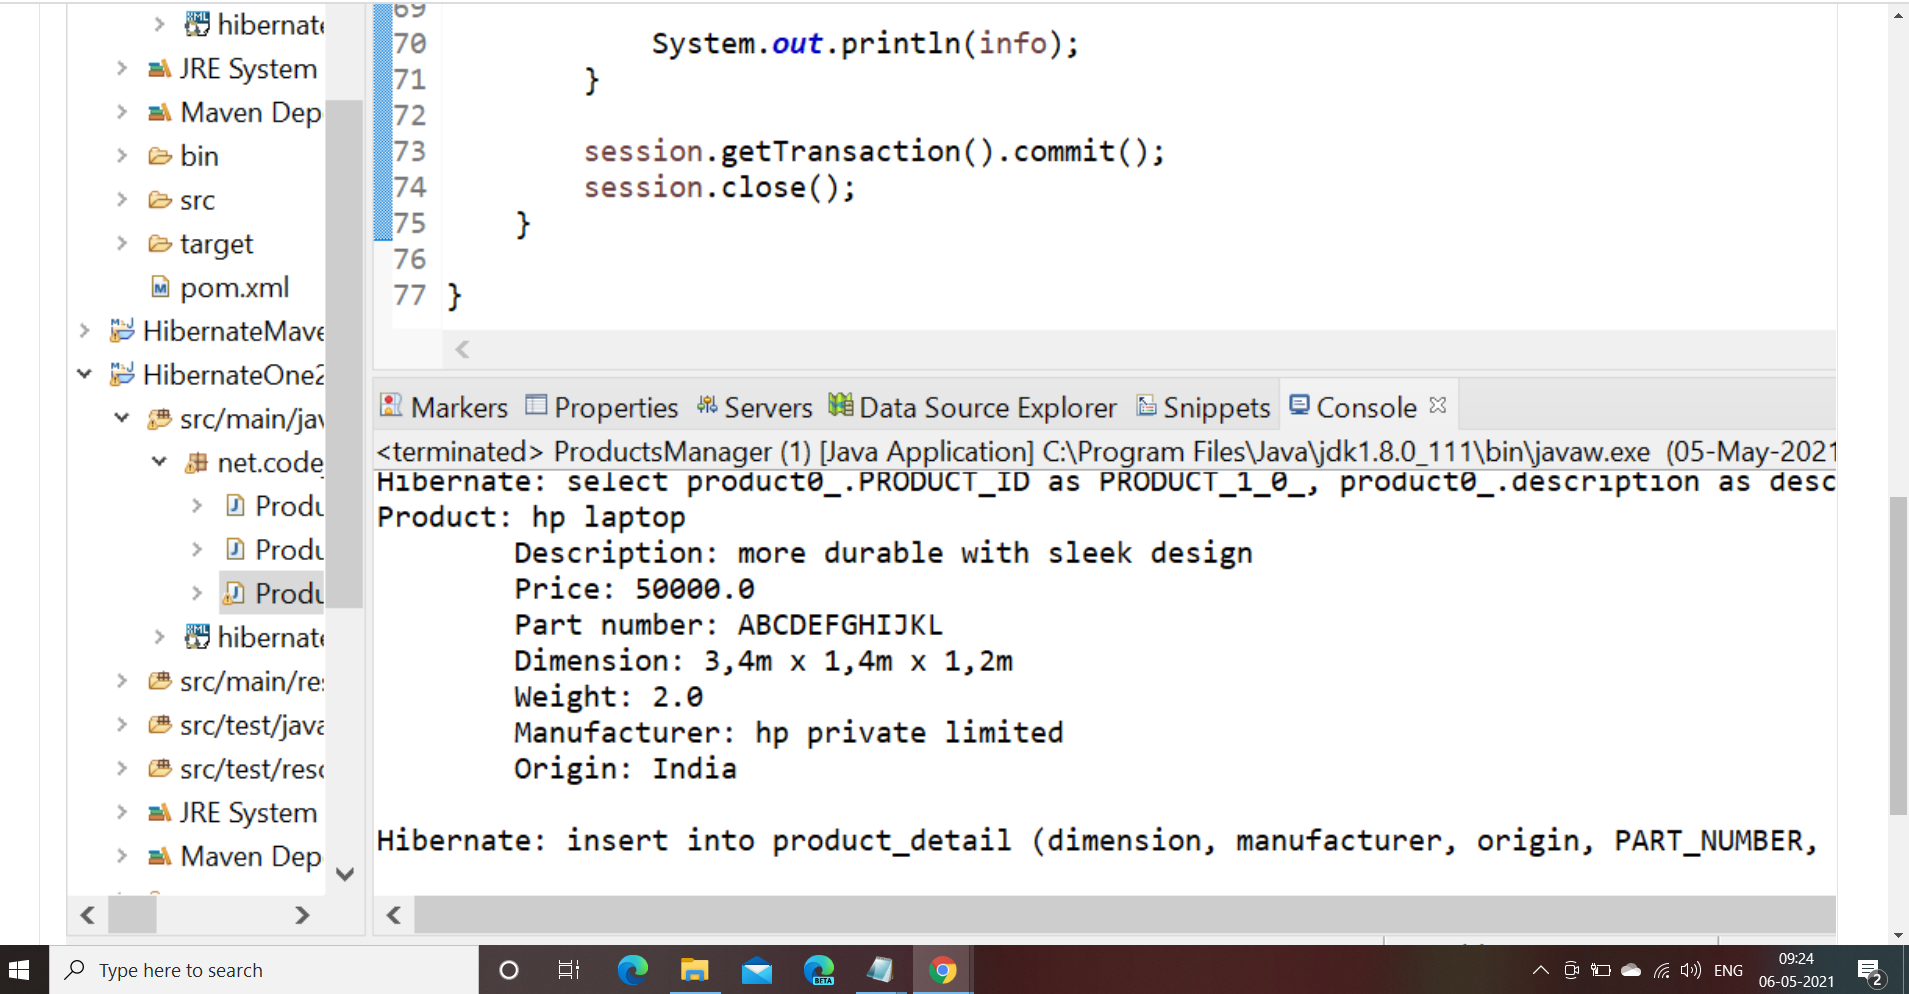 hibernate
JRE System
Maven Dep
bin
src
target
pom.xml
HibernateMave
HibernateOne2
src/main/jav
net.code
Produ
Produ
Produ
hibernate
src/main/re
src/test/java
src/test/reso
JRE System
Maven Dep
69
70 System.out.println(info);
71 }
72
73 session.getTransaction().commit();
74 session.close();
75 }
76
77 }
Markers Properties Servers Data Source Explorer Snippets Console
<terminated> ProductsManager (1) [Java Application] C:\Program Files\Java\jdk1.8.0_111\bin\javaw.exe (05-May-2021
Hibernate: select product0_.PRODUCT_ID as PRODUCT_1_0_, product0_.description as desc
Product: hp laptop
Description: more durable with sleek design
Price: 50000.0
Part number: ABCDEFGHIJKL
Dimension: 3,4m x 1,4m x 1,2m
Weight: 2.0
Manufacturer: hp private limited
Origin: India
Hibernate: insert into product_detail (dimension, manufacturer, origin, PART_NUMBER,
Type here to search
BETA
ENG
09:24
06-05-2021
2